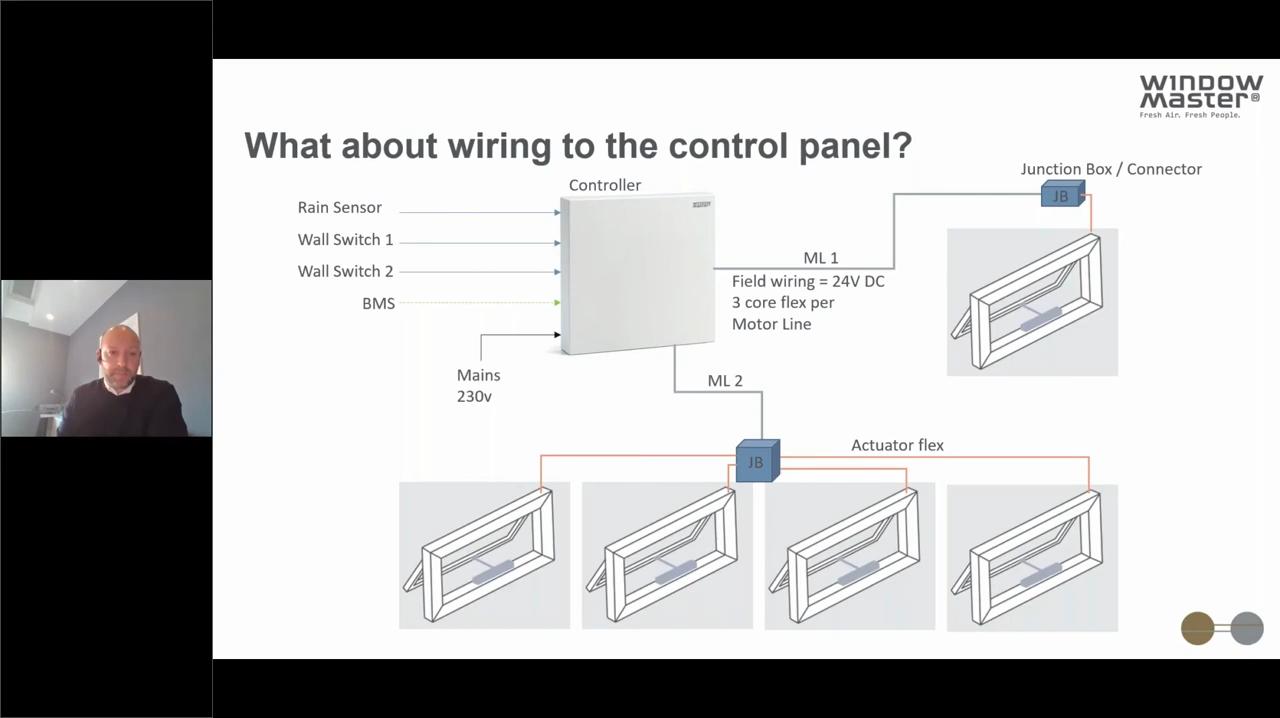 WINDOW
MASTER®
Fresh Air. Fresh People.
What about wiring to the control panel?
Junction Box / Connector
Controller
JB
Rain Sensor
Wall Switch 1
Wall Switch 2
BMS
Mains
230v
ML 1
Field wiring = 24V DC
3 core flex per
Motor Line
ML 2
Actuator flex
JB